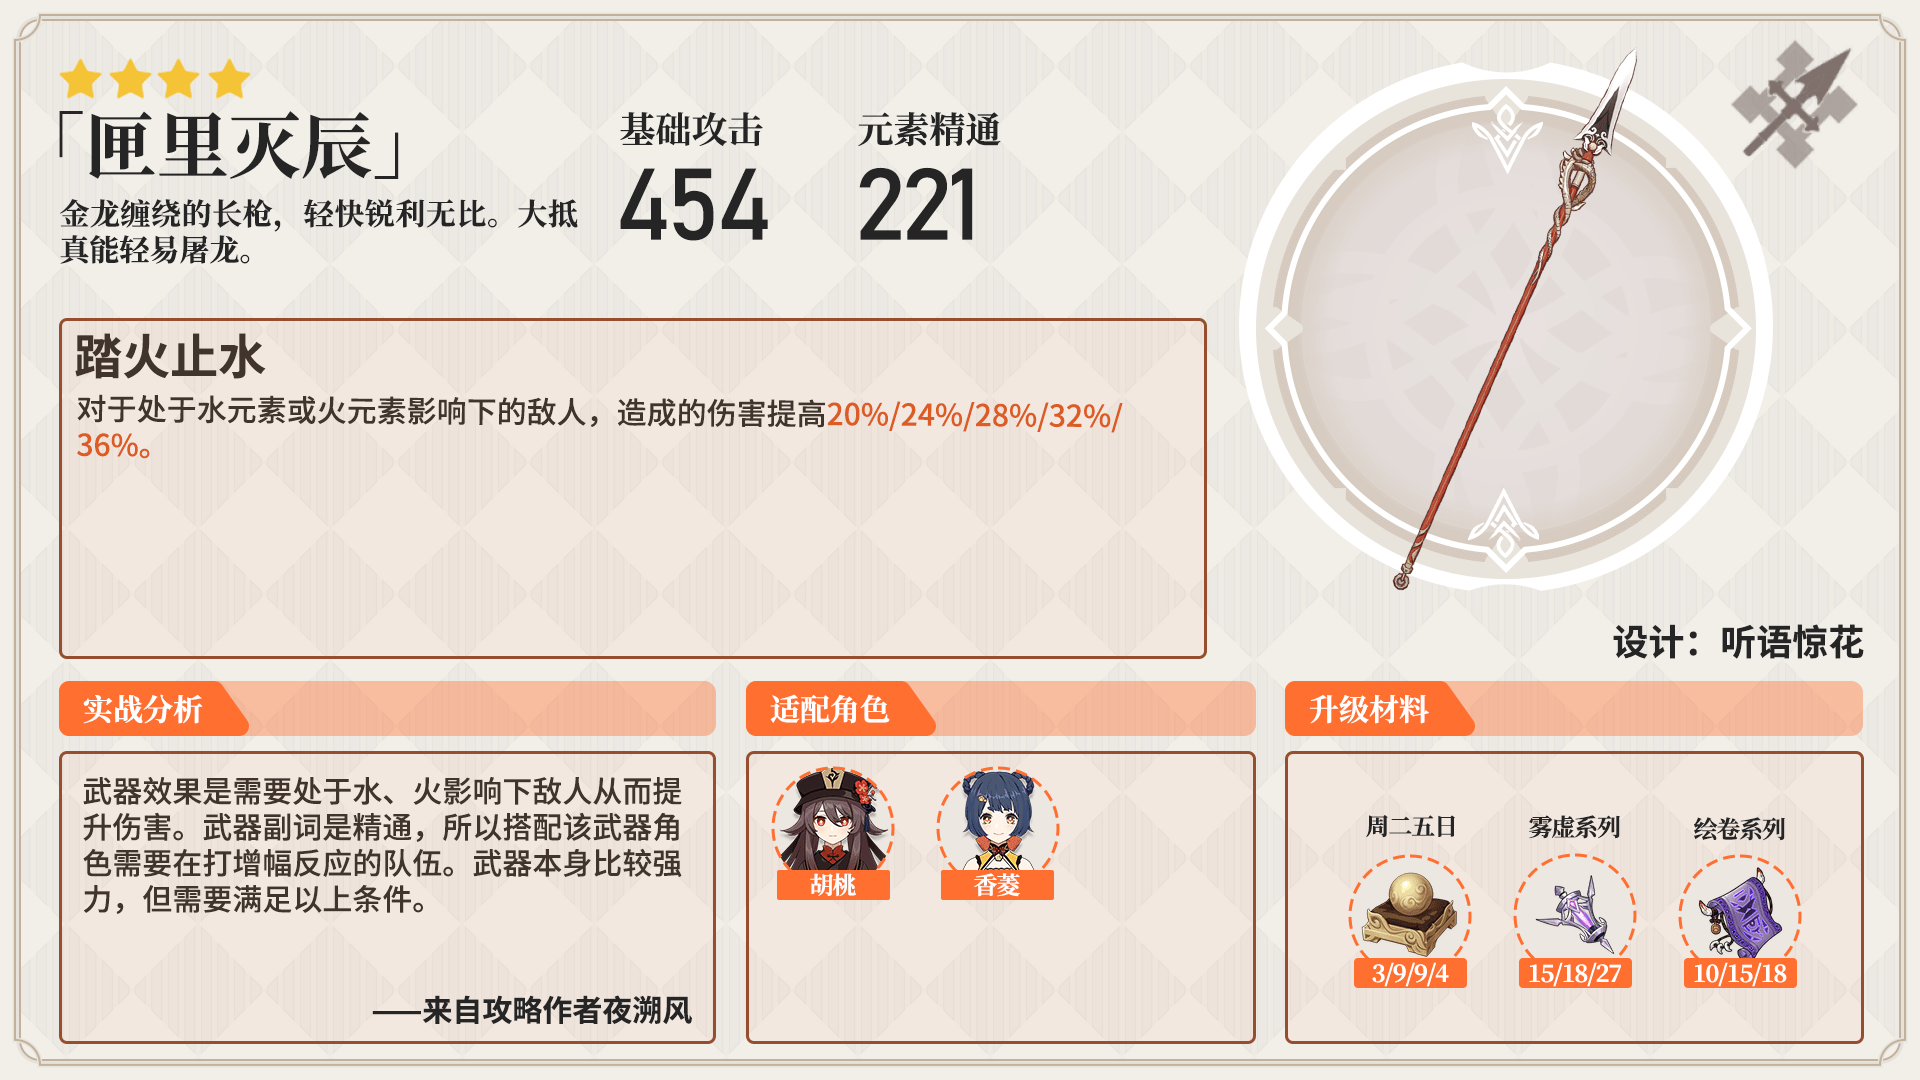 「匣里灭辰」
金龙缠绕的长枪，轻快锐利无比。大抵
真能轻易屠龙。
基础攻击
454
元素精通
221
踏火止水
对于处于水元素或火元素影响下的敌人，造成的伤害提高20%/24%/28%/32%/
36%。
设计：听语惊花
实战分析
武器效果是需要处于水、火影响下敌人从而提
升伤害。武器副词是精通，所以搭配该武器角
色需要在打增幅反应的队伍。武器本身比较强
力，但需要满足以上条件。
——来自攻略作者夜溯风
适配角色
胡桃
香菱
升级材料
周二五日
雾虚系列
绘卷系列
3/9/9/4
15/18/27
10/15/18